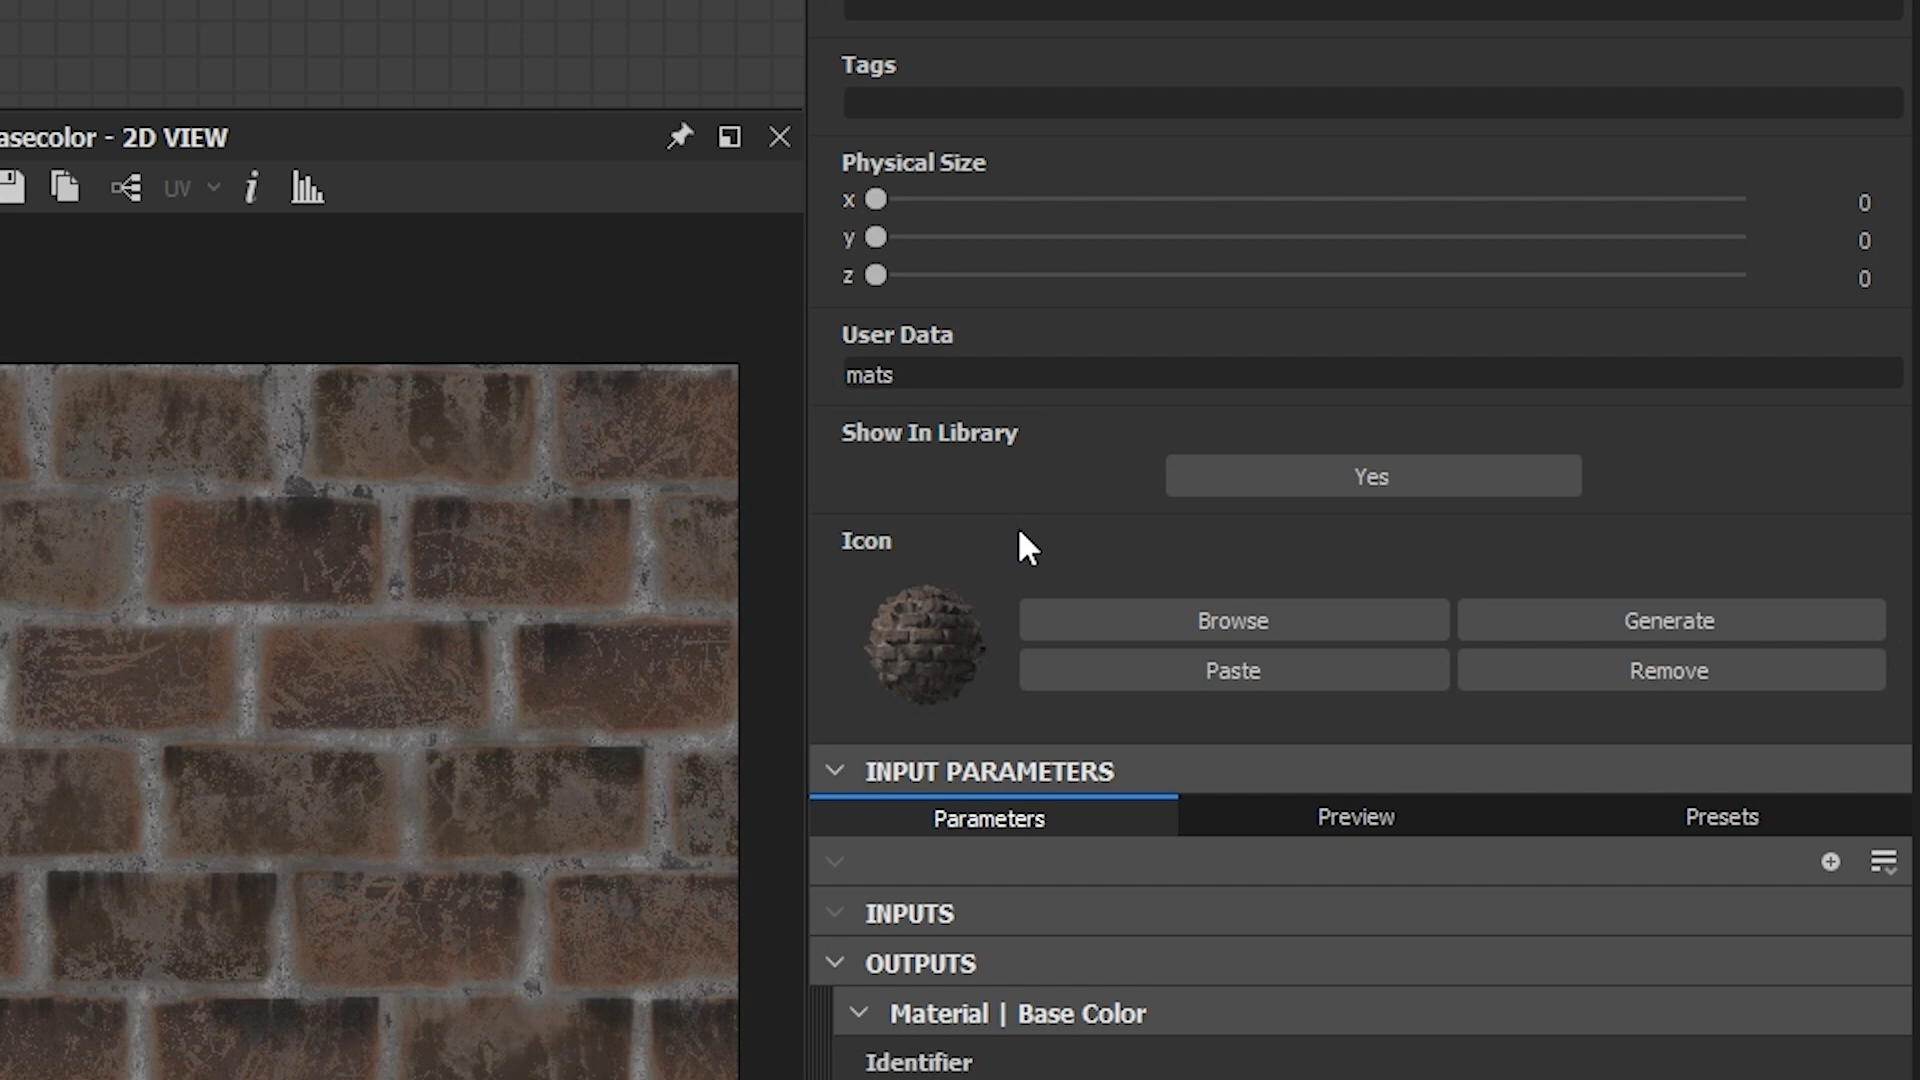 asecolor - 2D VIEW
UV
Tags
Physical Size
x 0
y 0
z 0
User Data
mats
Show In Library
Yes
Icon
Browse Generate
Paste Remove
INPUT PARAMETERS
Parameters Preview Presets
INPUTS
OUTPUTS
Material | Base Color
Identifier